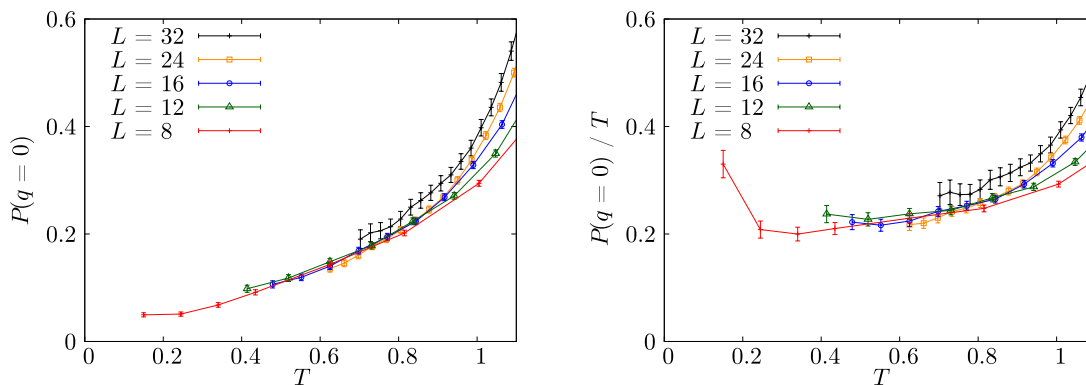 0.6
0.4
0.2
0
P(q = 0)
L = 32
L = 24
L = 16
L = 12
L = 8
0 0.2 0.4 0.6 0.8 1
T
0.6
0.4
0.2
0
P(q = 0) / T
L = 32
L = 24
L = 16
L = 12
L = 8
0 0.2 0.4 0.6 0.8 1
T